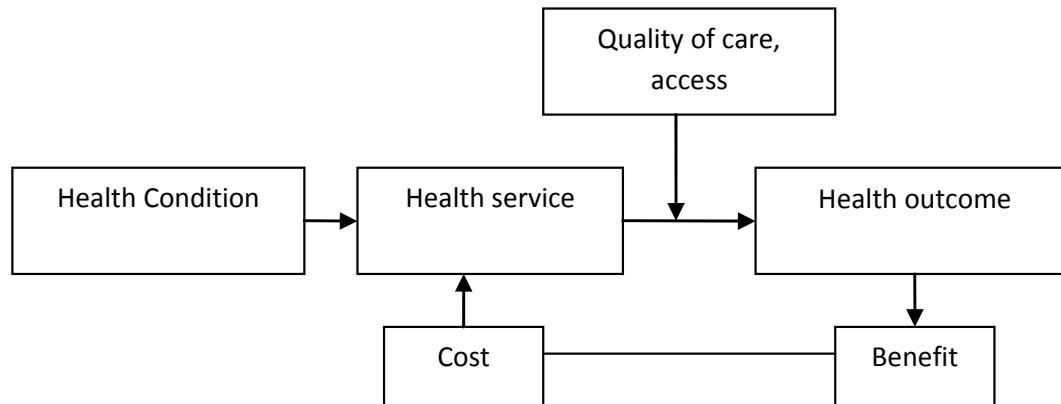 Quality of care,
access
Health Condition
Health service
Health outcome
Cost
Benefit